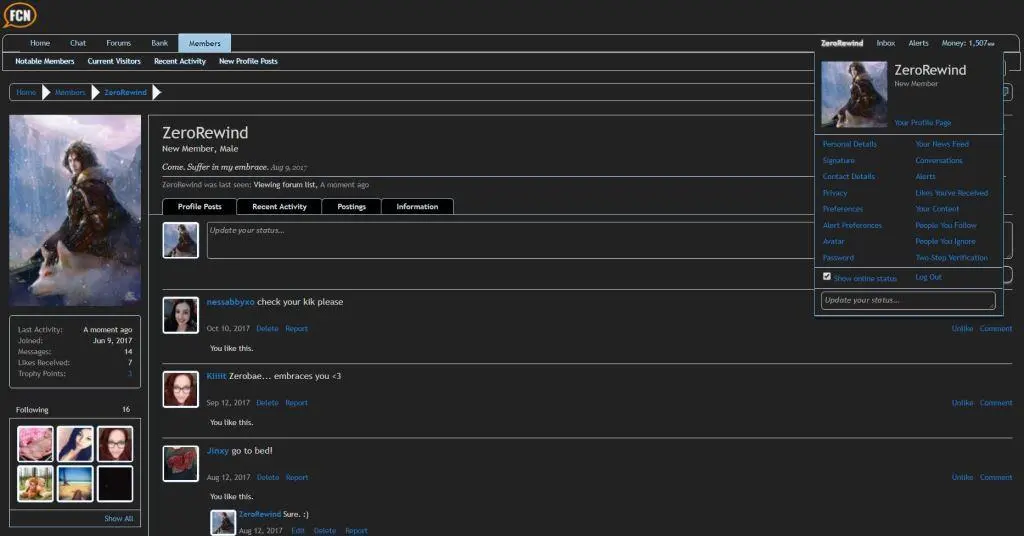 FCN
Home Chat Forums Bank Members
ZeroRewind Inbox Alerts Money: 1,507
Notable Members Current Visitors Recent Activity New Profile Posts
Home Members ZeroRewind
ZeroRewind
New Member
Your Profile Page
Personal Details Your News Feed
Signature Conversations
Contact Details Alerts
Privacy Likes You've Received
Preferences Your Content
Alert Preferences People You Follow
Avatar People You Ignore
Password Two-Step Verification
Show online status Log Out
Update your status...
ZeroRewind
New Member, Male
Come. Suffer in my embrace. Aug 9, 2017
ZeroRewind was last seen: Viewing forum list, A moment ago
Profile Posts Recent Activity Postings Information
Update your status...
nessabbyxo check your kik please
Oct 10, 2017 Delete Report Unlike Comment
You like this.
Kiiitt Zerobae... embraces you <3
Sep 12, 2017 Delete Report Unlike Comment
You like this.
Jinxy go to bed!
Aug 12, 2017 Delete Report Unlike Comment
You like this.
ZeroRewind Sure. :)
Aug 12, 2017 Edit Delete Report
Last Activity: A moment ago
Joined: Jun 9, 2017
Messages: 14
Likes Received: 7
Trophy Points: 3
Following 16
Show All